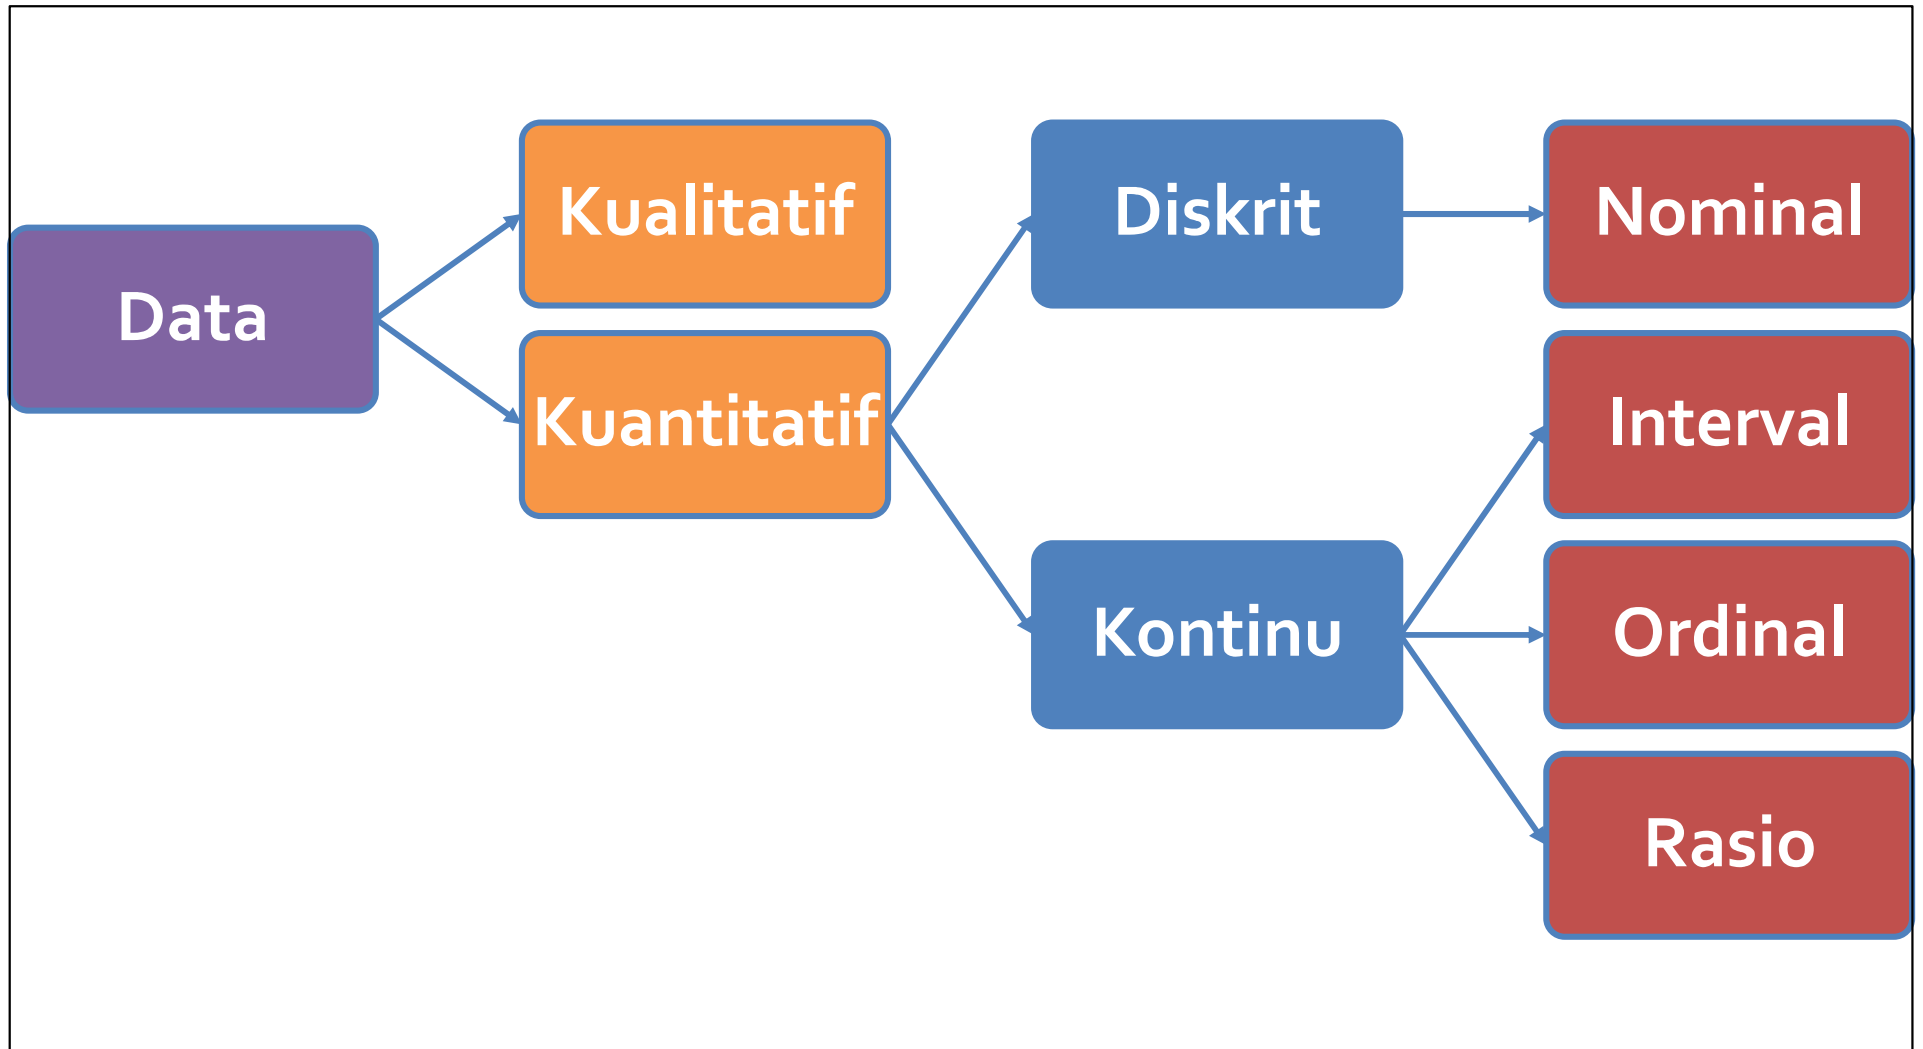 Data
Kualitatif
Kuantitatif
Diskrit
Kontinu
Nominal
Interval
Ordinal
Rasio